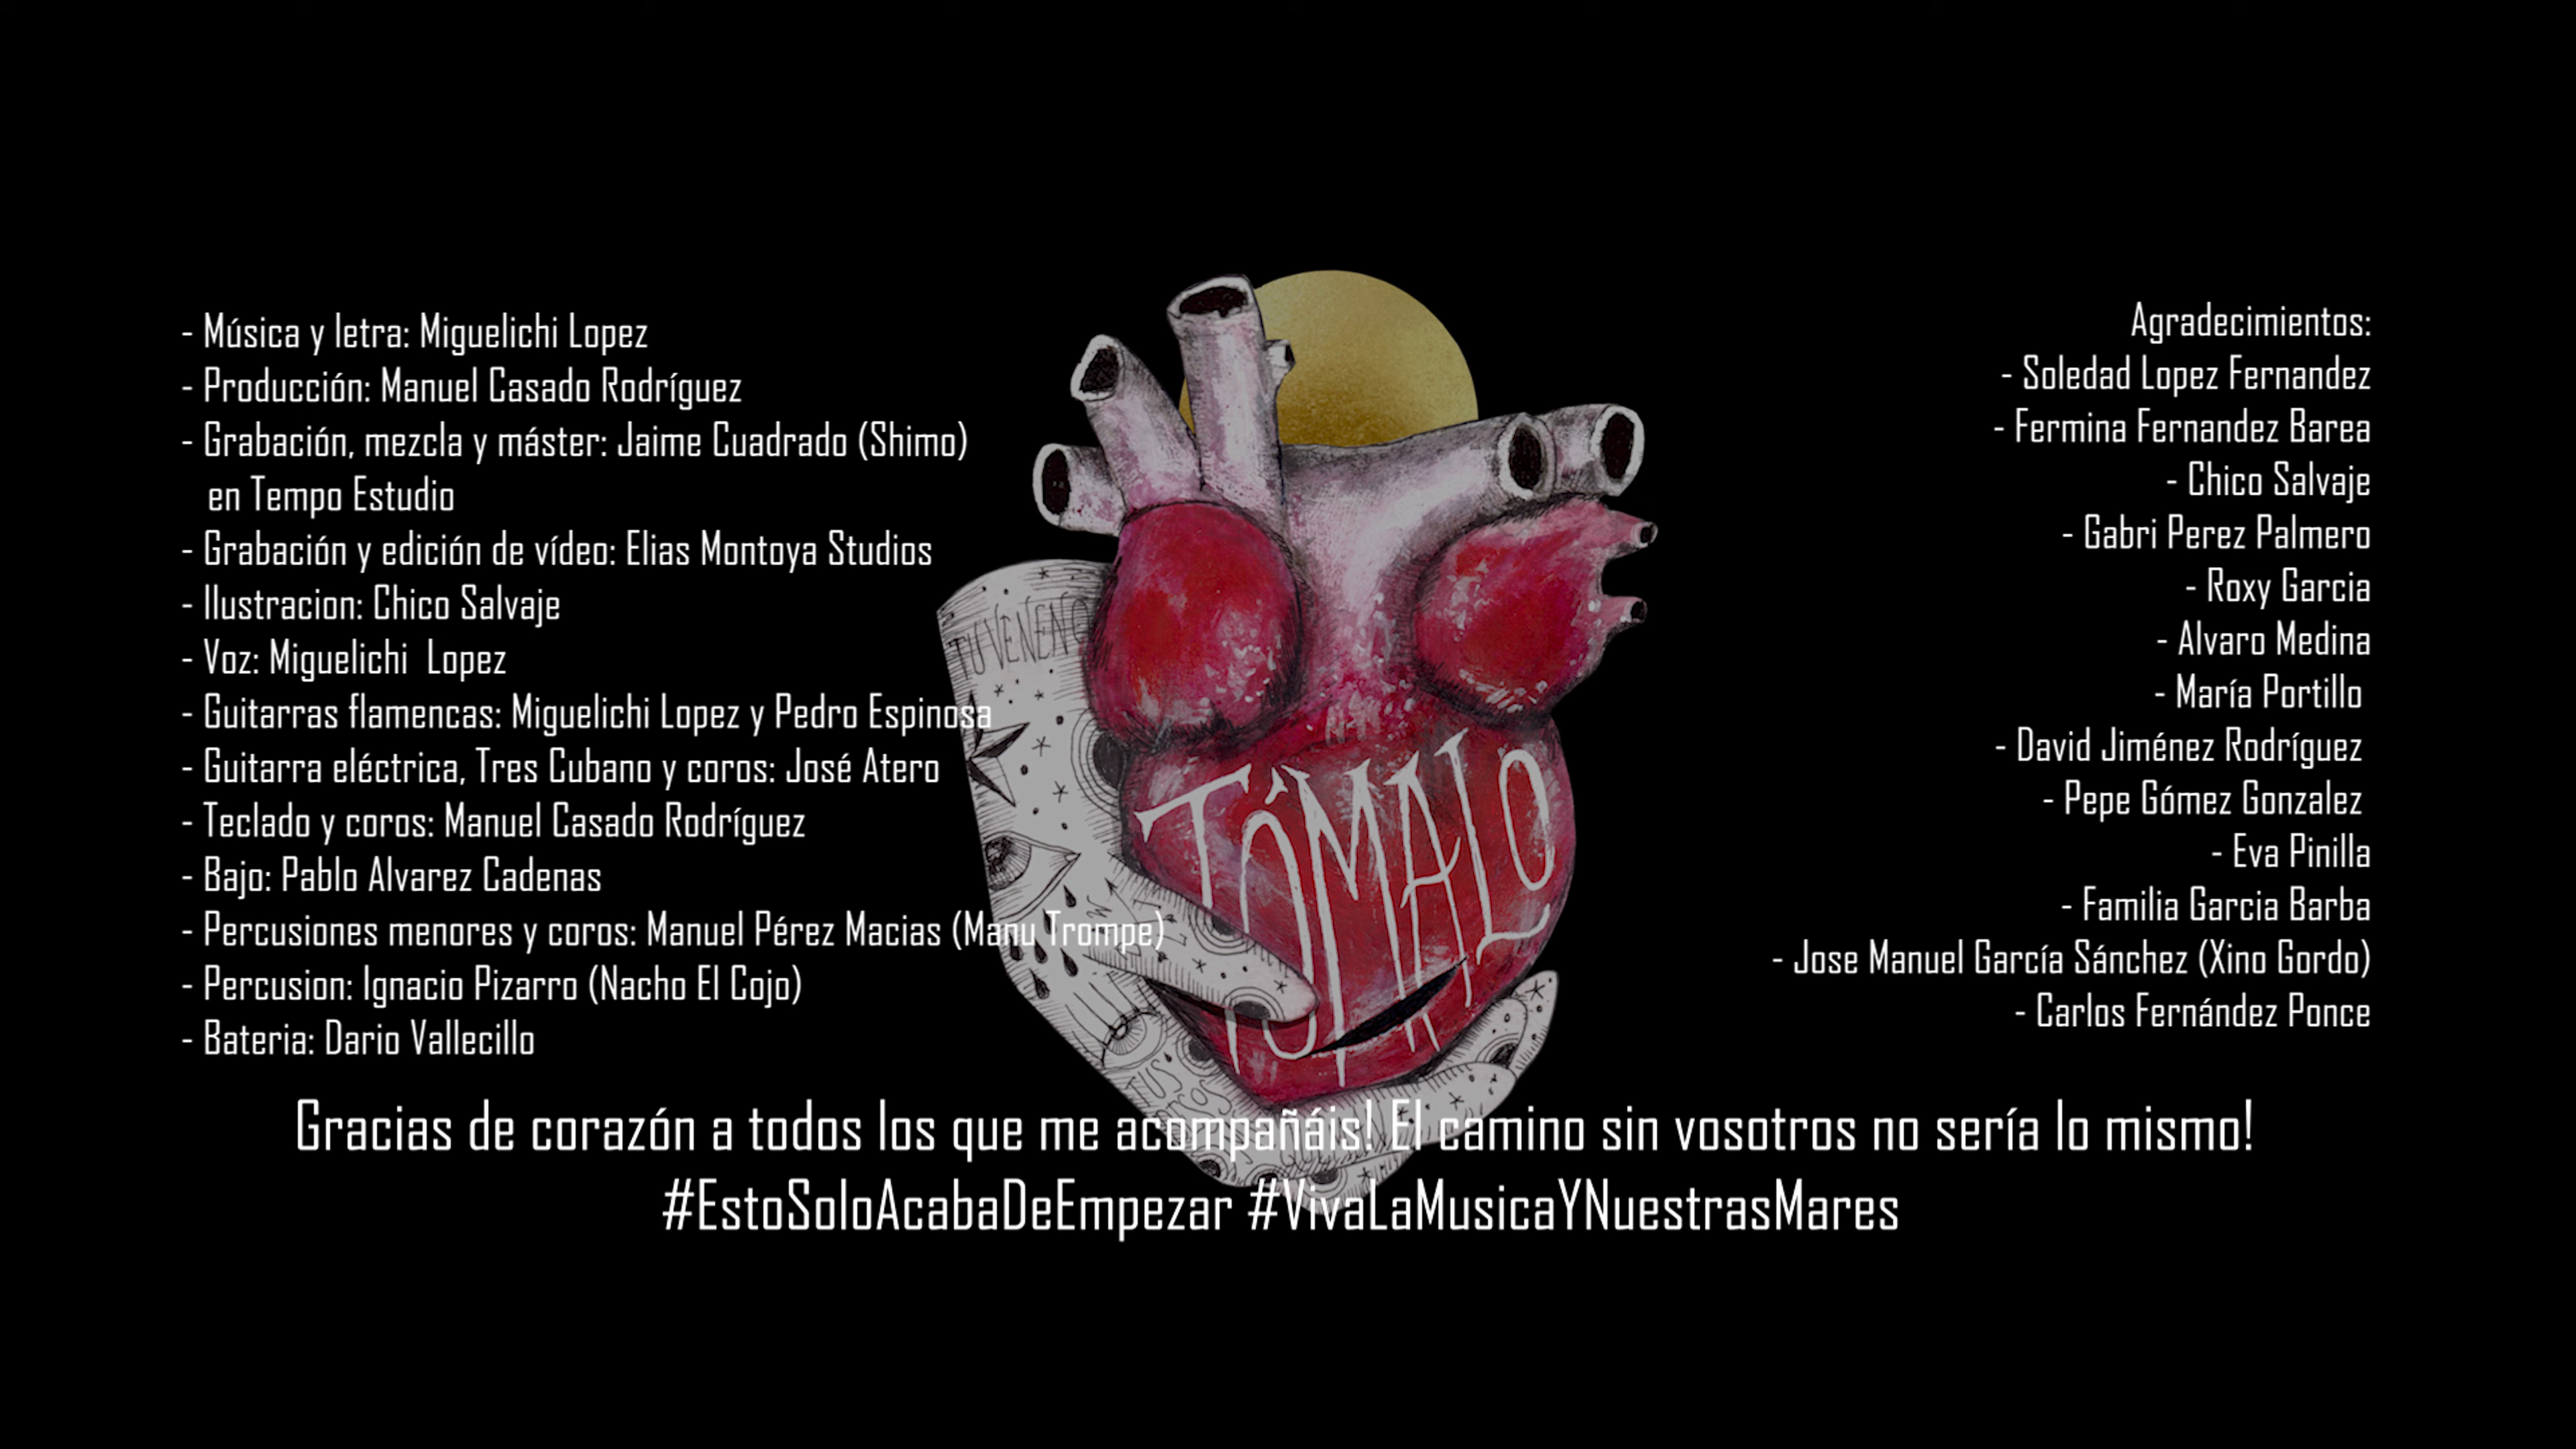 - Música y letra: Miguelichi Lopez
- Producción: Manuel Casado Rodríguez
- Grabación, mezcla y máster: Jaime Cuadrado (Shimo)
en Tempo Estudio
- Grabación y edición de vídeo: Elias Montoya Studios
- Ilustracion: Chico Salvaje
- Voz: Miguelichi Lopez
- Guitarras flamencas: Miguelichi Lopez y Pedro Espinosa
- Guitarra eléctrica, Tres Cubano y coros: José Atero
- Teclado y coros: Manuel Casado Rodríguez
- Bajo: Pablo Alvarez Cadenas
- Percusiones menores y coros: Manuel Pérez Macias (Manu Trompe)
- Percusion: Ignacio Pizarro (Nacho El Cojo)
- Bateria: Dario Vallecillo
TU VENENO
TÓMALO
TUS
Agradecimientos:
- Soledad Lopez Fernandez
- Fermina Fernandez Barea
- Chico Salvaje
- Gabri Perez Palmero
- Roxy Garcia
- Alvaro Medina
- María Portillo
- David Jiménez Rodríguez
- Pepe Gómez Gonzalez
- Eva Pinilla
- Familia Garcia Barba
- Jose Manuel García Sánchez (Xino Gordo)
- Carlos Fernández Ponce
Gracias de corazón a todos los que me acompañáis! El camino sin vosotros no sería lo mismo!
#EstoSoloAcabaDeEmpezar #VivaLaMusicaYNuestrasMares